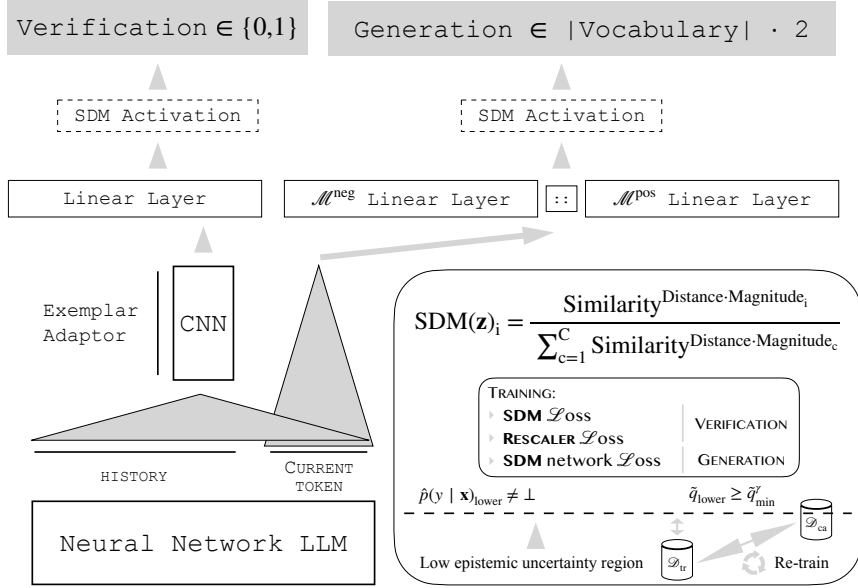 Verification ∈ {0,1}
Generation ∈ |Vocabulary| · 2
SDM Activation
SDM Activation
Linear Layer
ℳ^neg Linear Layer
::
ℳ^pos Linear Layer
Exemplar
Adaptor
CNN
HISTORY
CURRENT
TOKEN
Neural Network LLM
SDM(z)_i = Similarity^{Distance·Magnitude_i} / ∑_{c=1}^{C} Similarity^{Distance·Magnitude_c}
TRAINING:
SDM ℒOSS
RESCALER ℒOSS
SDM network ℒOSS
VERIFICATION
GENERATION
p̂(y | x)_lower ≠ ⊥
q̃_lower ≥ q̃^γ_min
𝒟_ca
Low epistemic uncertainty region
𝒟_tr
Re-train